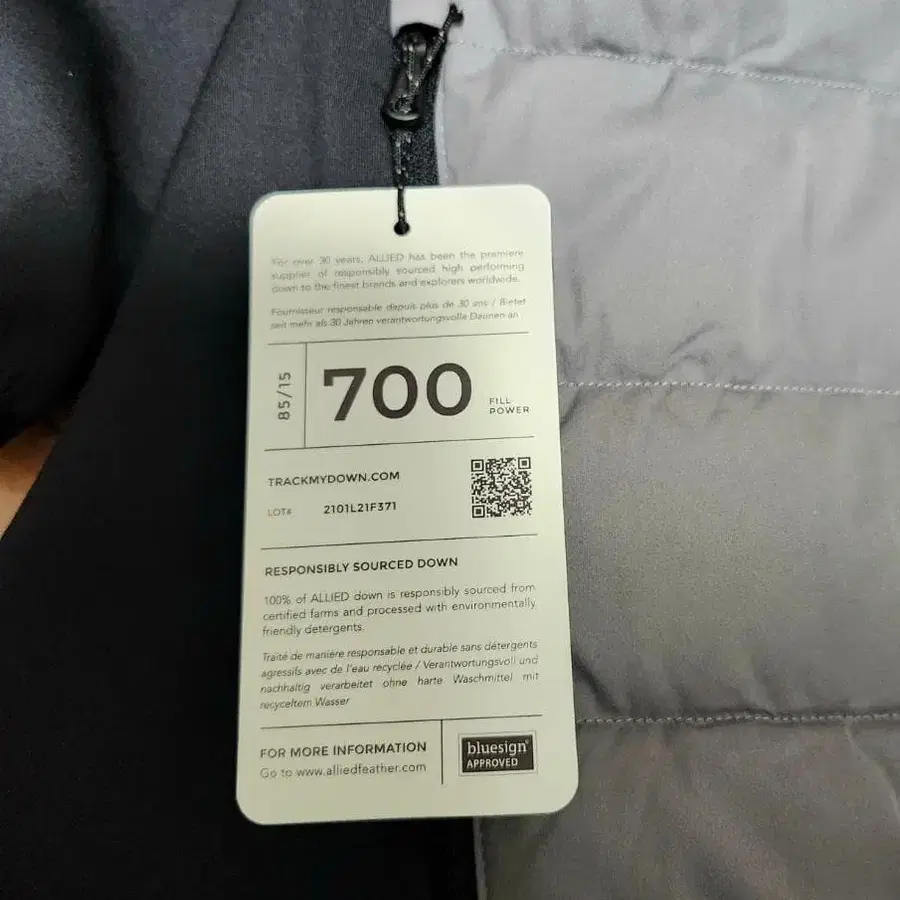 For over 30 years, ALLIED has been the premiere
supplier of responsibly sourced high performing
down to the finest brands and explorers worldwide.
Fournisseur responsable depuis plus de 30 ans / Bietet
seit mehr als 30 Jahren verantwortungsvolle Daunen an
85/15
700
FILL
POWER
TRACKMYDOWN.COM
LOT# 2101L21F371
RESPONSIBLY SOURCED DOWN
100% of ALLIED down is responsibly sourced from
certified farms and processed with environmentally
friendly detergents.
Traité de manière responsable et durable sans détergents
agressifs avec de l'eau recyclée / Verantwortungsvoll und
nachhaltig verarbeitet ohne harte Waschmittel mit
recyceltem Wasser
FOR MORE INFORMATION
Go to www.alliedfeather.com
bluesign®
APPROVED